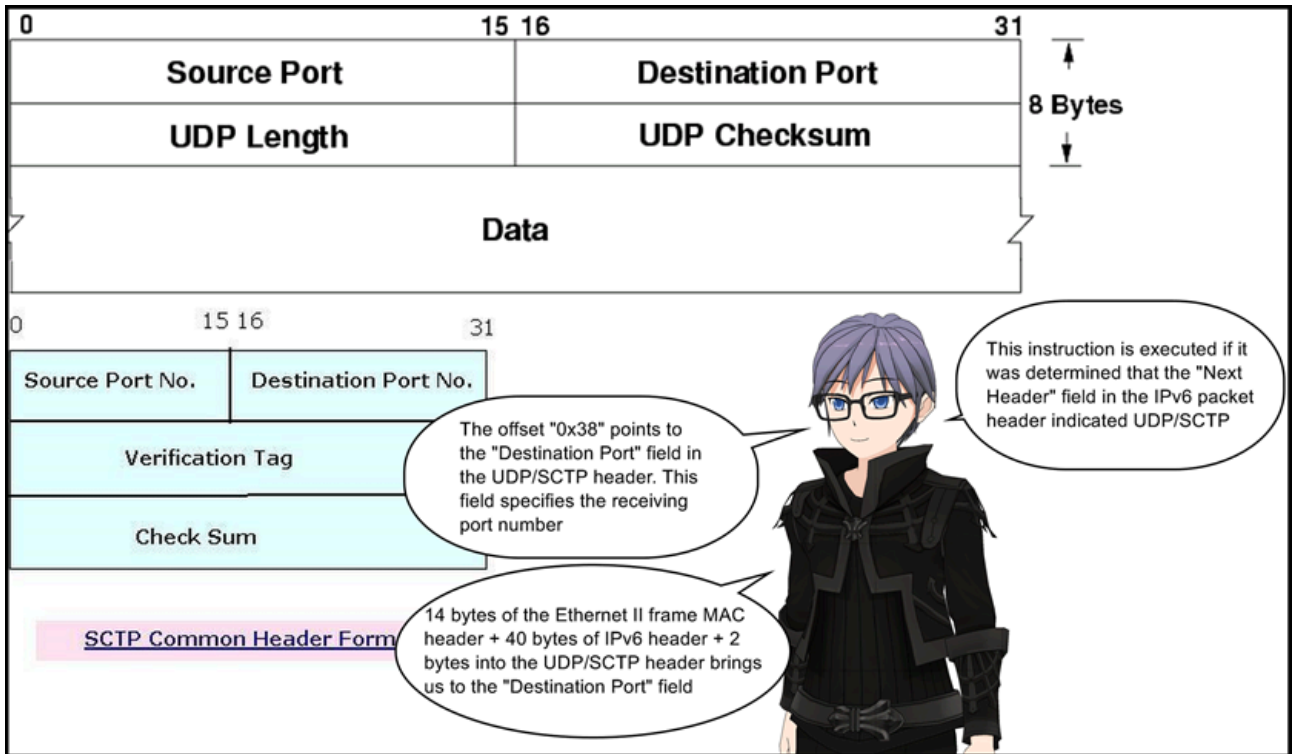 0 15 16 31
Source Port Destination Port
8 Bytes
UDP Length UDP Checksum
Data
0 15 16 31
Source Port No. Destination Port No.
Verification Tag
Check Sum
SCTP Common Header Form
This instruction is executed if it
was determined that the "Next
Header" field in the IPv6 packet
header indicated UDP/SCTP
The offset "0x38" points to
the "Destination Port" field in
the UDP/SCTP header. This
field specifies the receiving
port number
14 bytes of the Ethernet II frame MAC
header + 40 bytes of IPv6 header + 2
bytes into the UDP/SCTP header brings
us to the "Destination Port" field